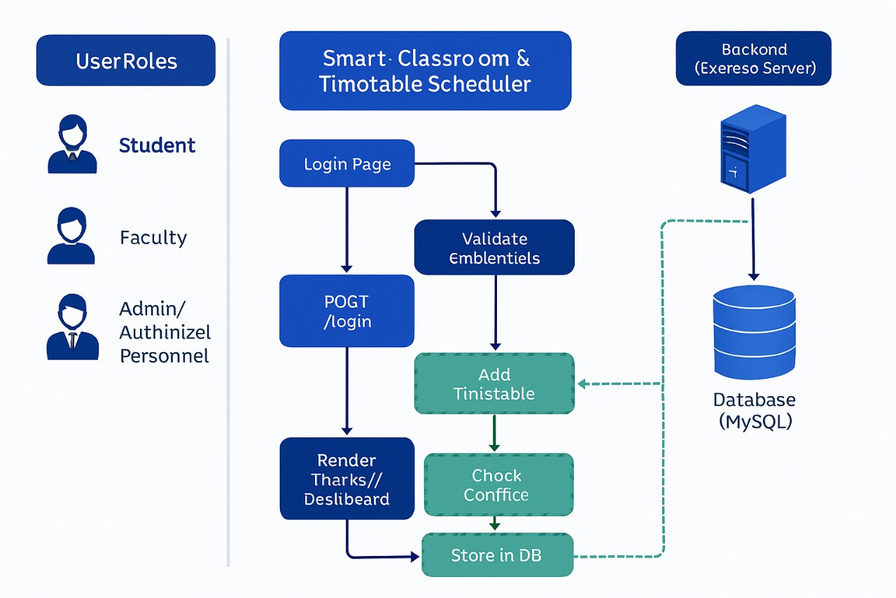 UserRoles
Student
Faculty
Admin/
Authinizel
Personnel
Smart· Classro om &
Timotable Scheduler
Login Page
Validate
Emblentiels
POGT
/login
Add
Tinistable
Render
Tharks//
Deslibeard
Chock
Conffice
Store in DB
Backond
(Exereso Server)
Database
(MySQL)